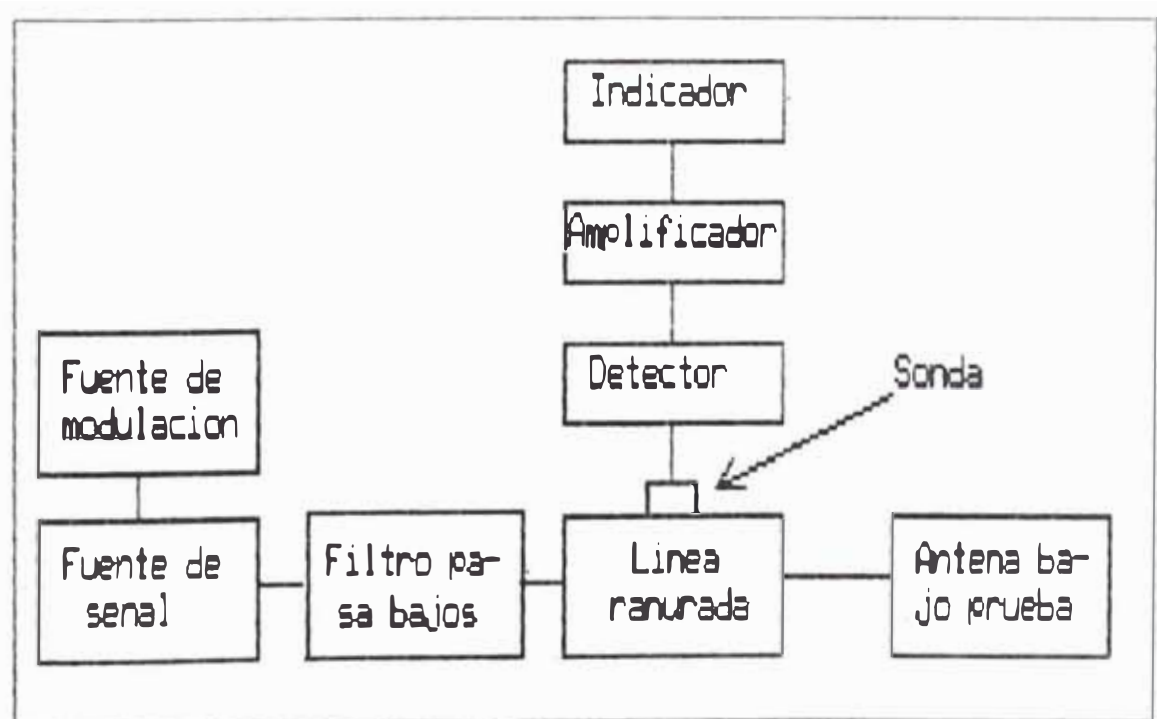 Indicador
Amplificador
Fuente de
modulacion
Detector
Sonda
Fuente de
senal
Filtro pa-
sa bajos
Linea
ranurada
Antena ba-
jo prueba